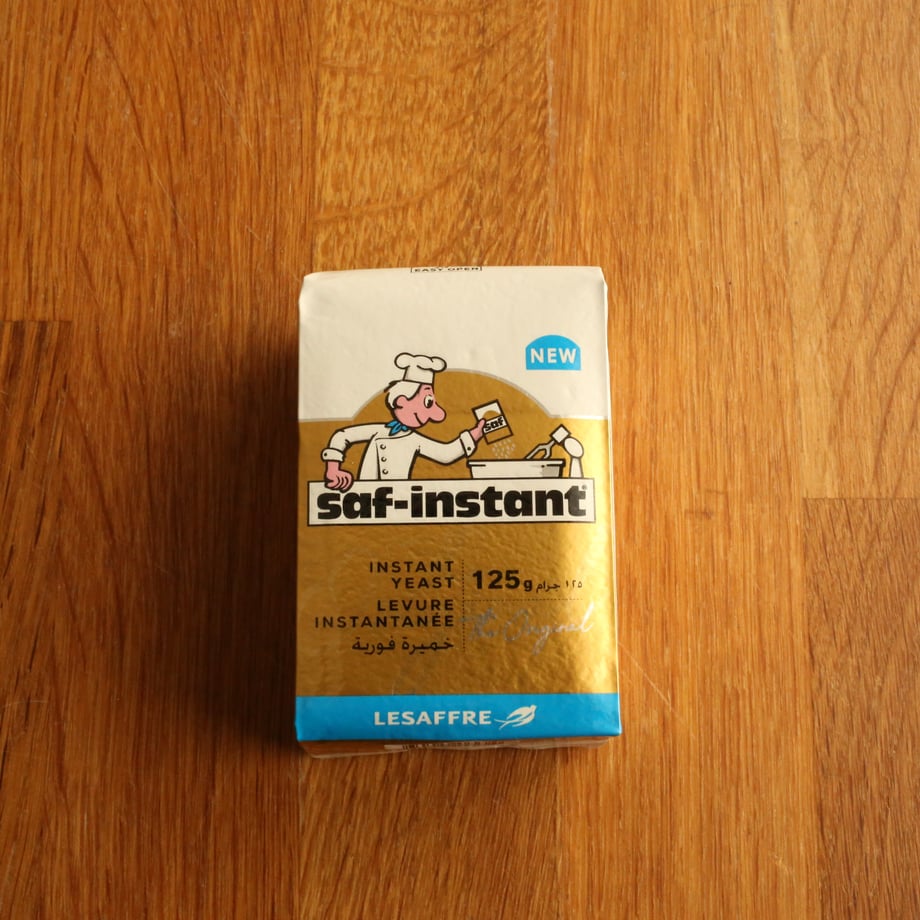 EASY OPEN
NEW
saf
saf-instant
INSTANT
YEAST
LEVURE
INSTANTANÉE
خميرة فورية
125g ١٢٥ جرام
the Original
LESAFFRE